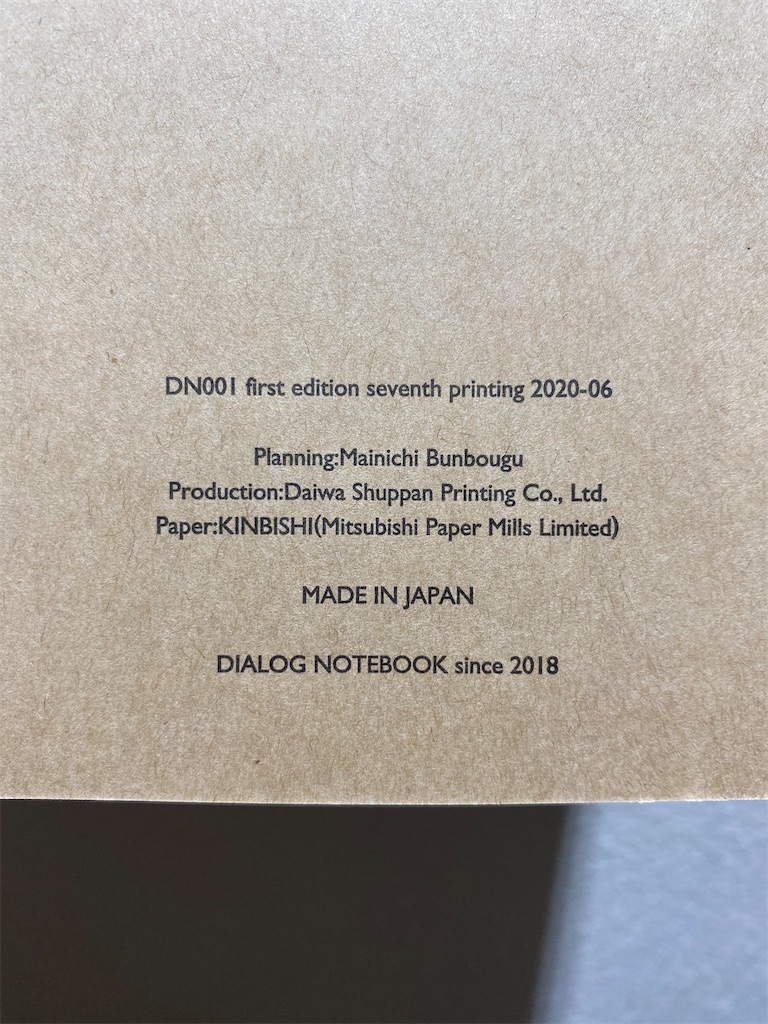 DN001 first edition seventh printing 2020-06
Planning:Mainichi Bunbougu
Production:Daiwa Shuppan Printing Co., Ltd.
Paper:KINBISHI(Mitsubishi Paper Mills Limited)
MADE IN JAPAN
DIALOG NOTEBOOK since 2018